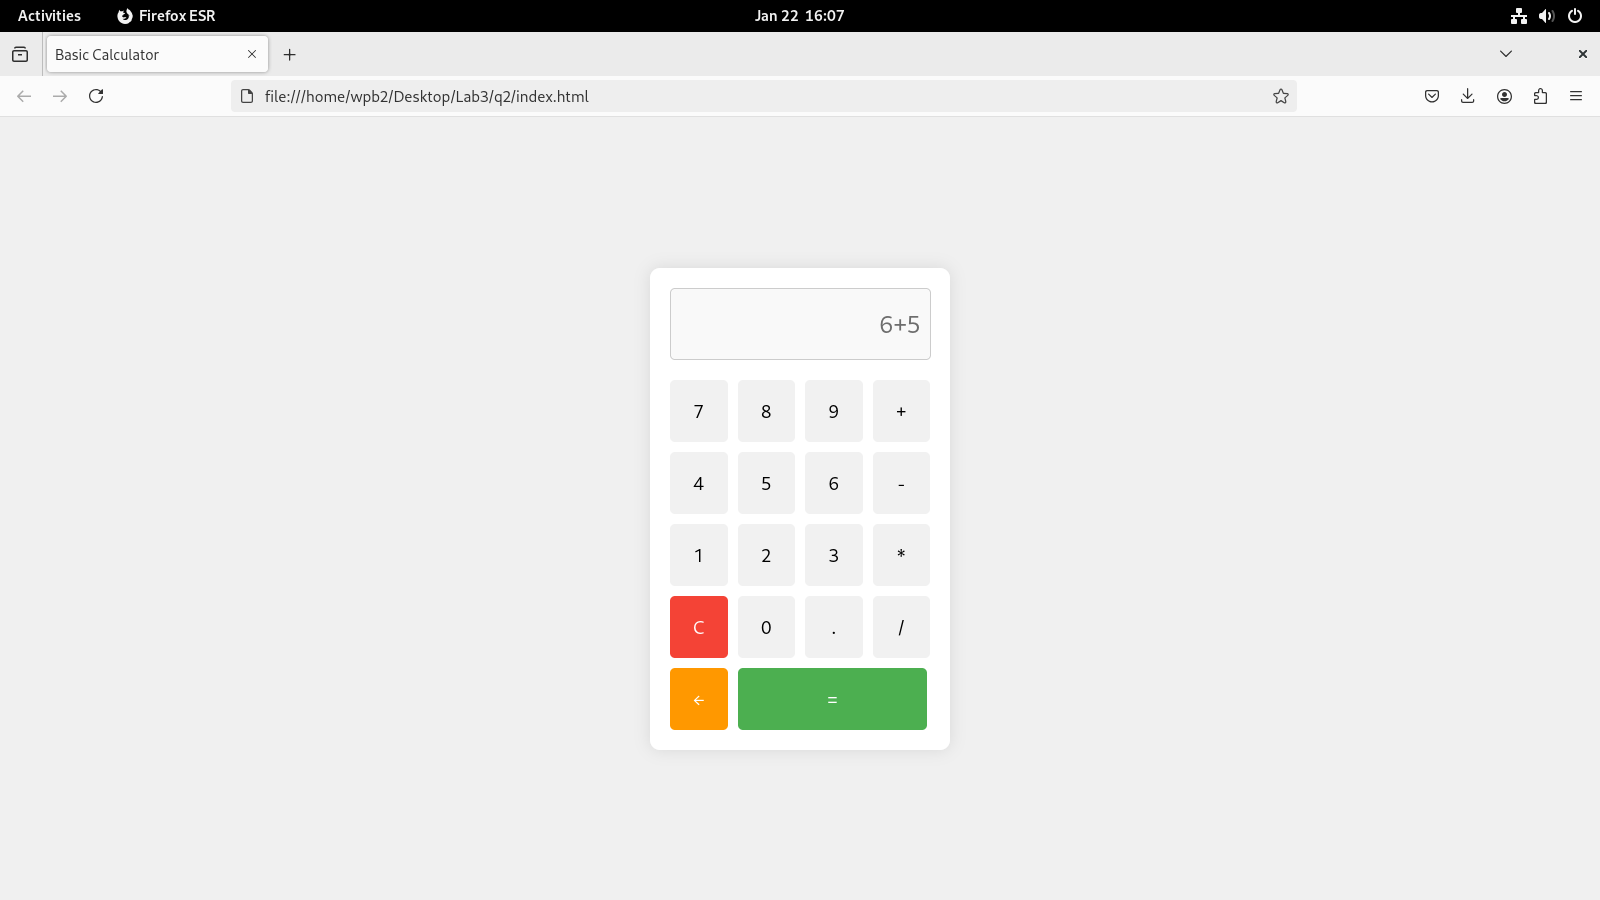 Activities Firefox ESR Jan 22 16:07
Basic Calculator
file:///home/wpb2/Desktop/Lab3/q2/index.html
6+5
7 8 9 +
4 5 6 -
1 2 3 *
C 0 . /
← =